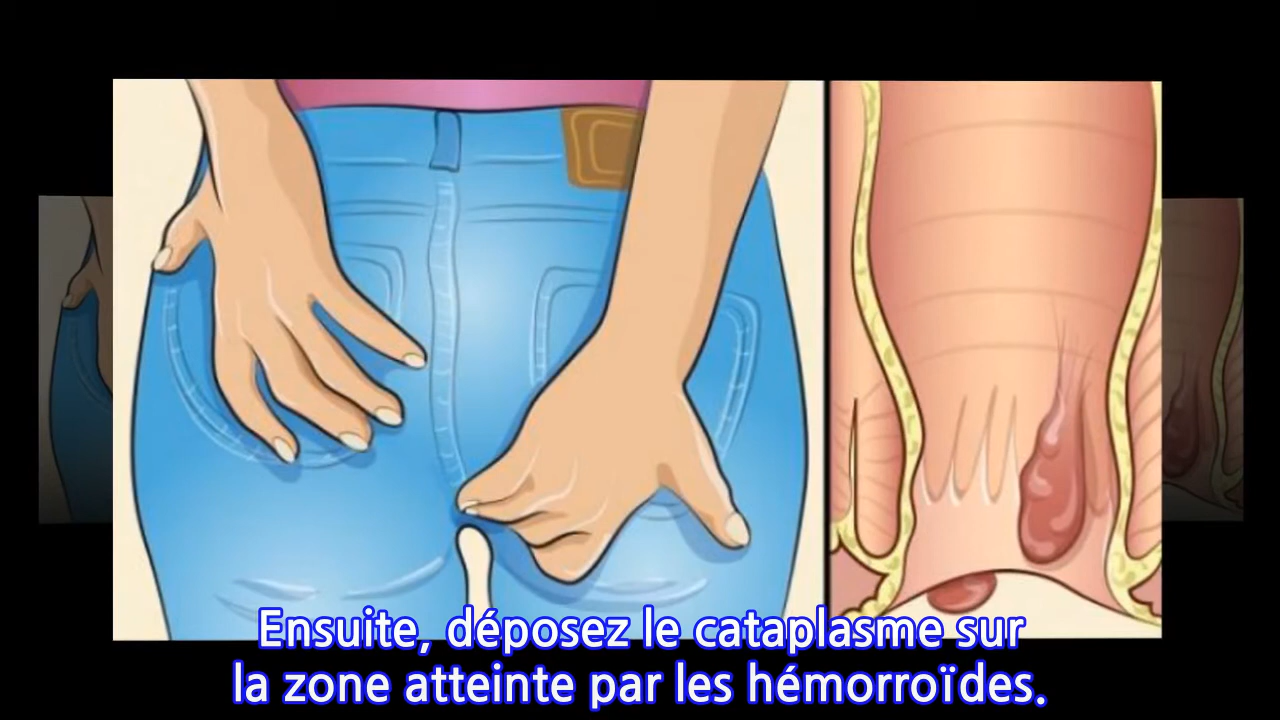 Ensuite, déposez le cataplasme sur
la zone atteinte par les hémorroïdes.